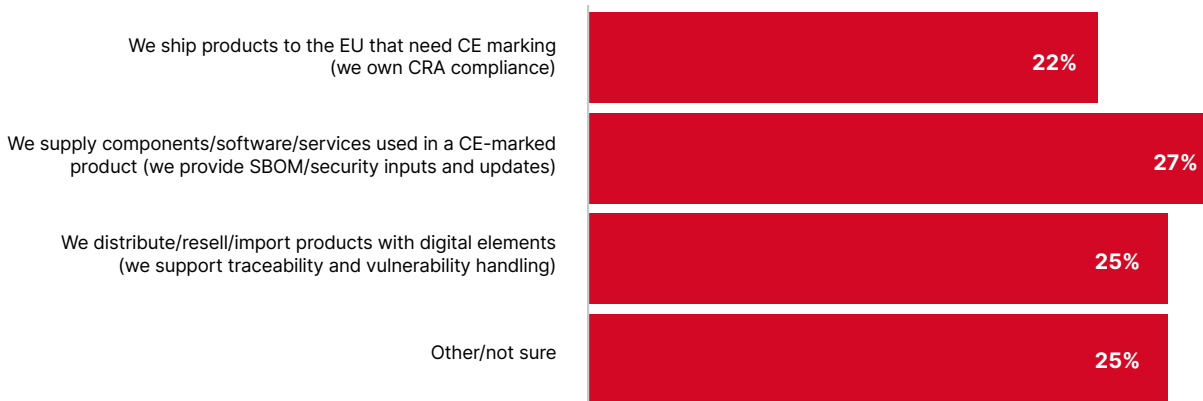 We ship products to the EU that need CE marking
(we own CRA compliance)
22%
We supply components/software/services used in a CE-marked
product (we provide SBOM/security inputs and updates)
27%
We distribute/resell/import products with digital elements
(we support traceability and vulnerability handling)
25%
Other/not sure
25%